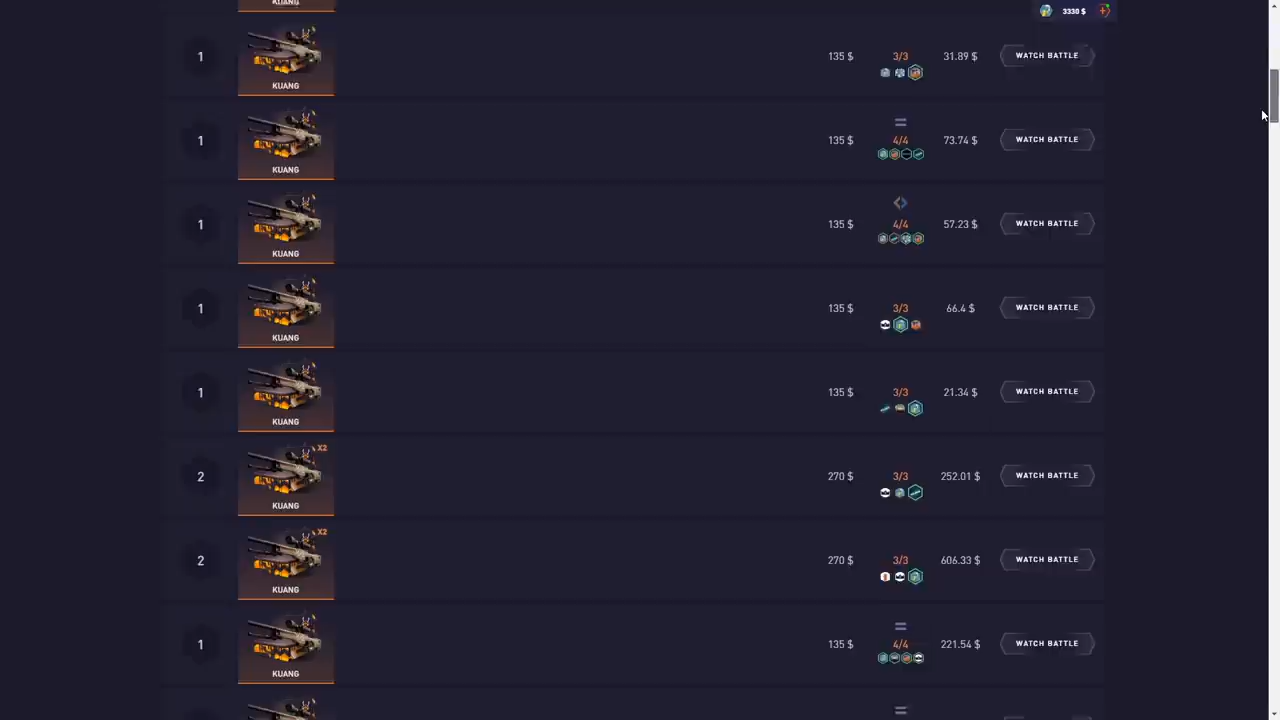 KUANG
3330 $
1
135 $
3/3
31.89 $
WATCH BATTLE
KUANG
1
135 $
4/4
73.74 $
WATCH BATTLE
KUANG
1
135 $
4/4
57.23 $
WATCH BATTLE
KUANG
1
135 $
3/3
66.4 $
WATCH BATTLE
KUANG
1
135 $
3/3
21.34 $
WATCH BATTLE
KUANG
2
X2
270 $
3/3
252.01 $
WATCH BATTLE
KUANG
2
X2
270 $
3/3
606.33 $
WATCH BATTLE
KUANG
1
135 $
4/4
221.54 $
WATCH BATTLE
KUANG